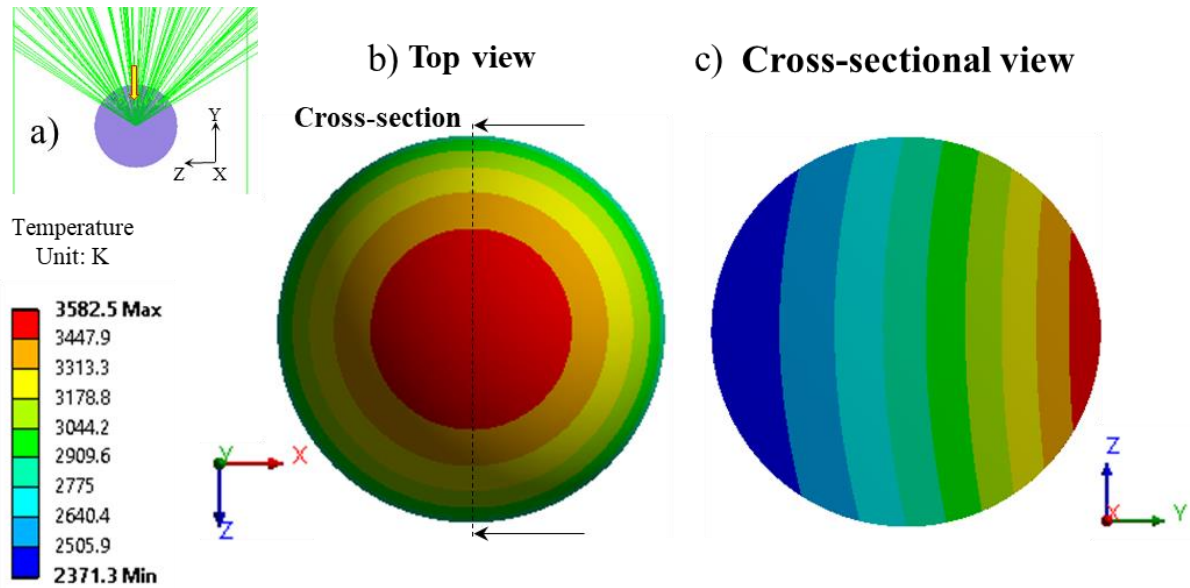 a)
Y
Z
X
b) Top view
c) Cross-sectional view
Cross-section
Temperature
Unit: K
3582.5 Max
3447.9
3313.3
3178.8
3044.2
2909.6
2775
2640.4
2505.9
2371.3 Min
Y
X
Z
Z
X
Y